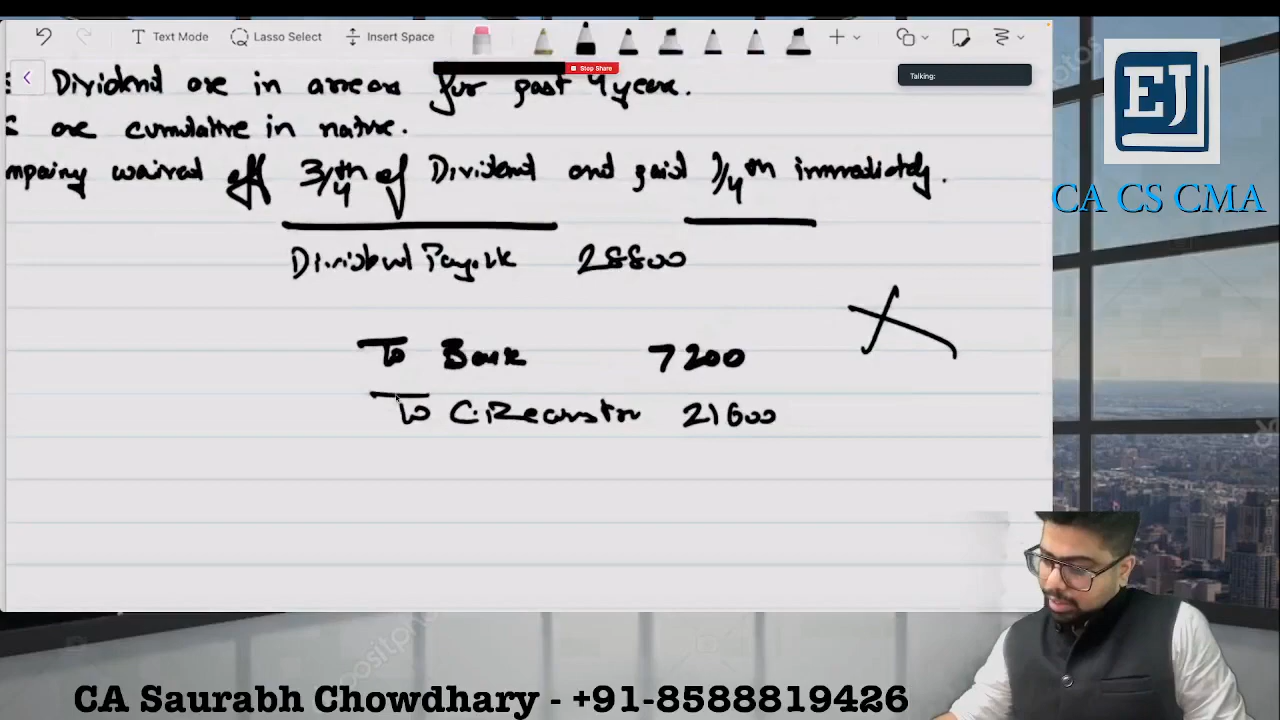 Text Mode Lasso Select Insert Space
Stop Share
Talking:
Dividend are in arrears for past 4 years.
are cumulative in nature.
mpany waived off 3/4th of Dividend and paid 1/4th immediately.
Dividend Payable 28800
To Bank 7200
To C. Reconstn 21600
EJ
CA CS CMA
CA Saurabh Chowdhary - +91-8588819426